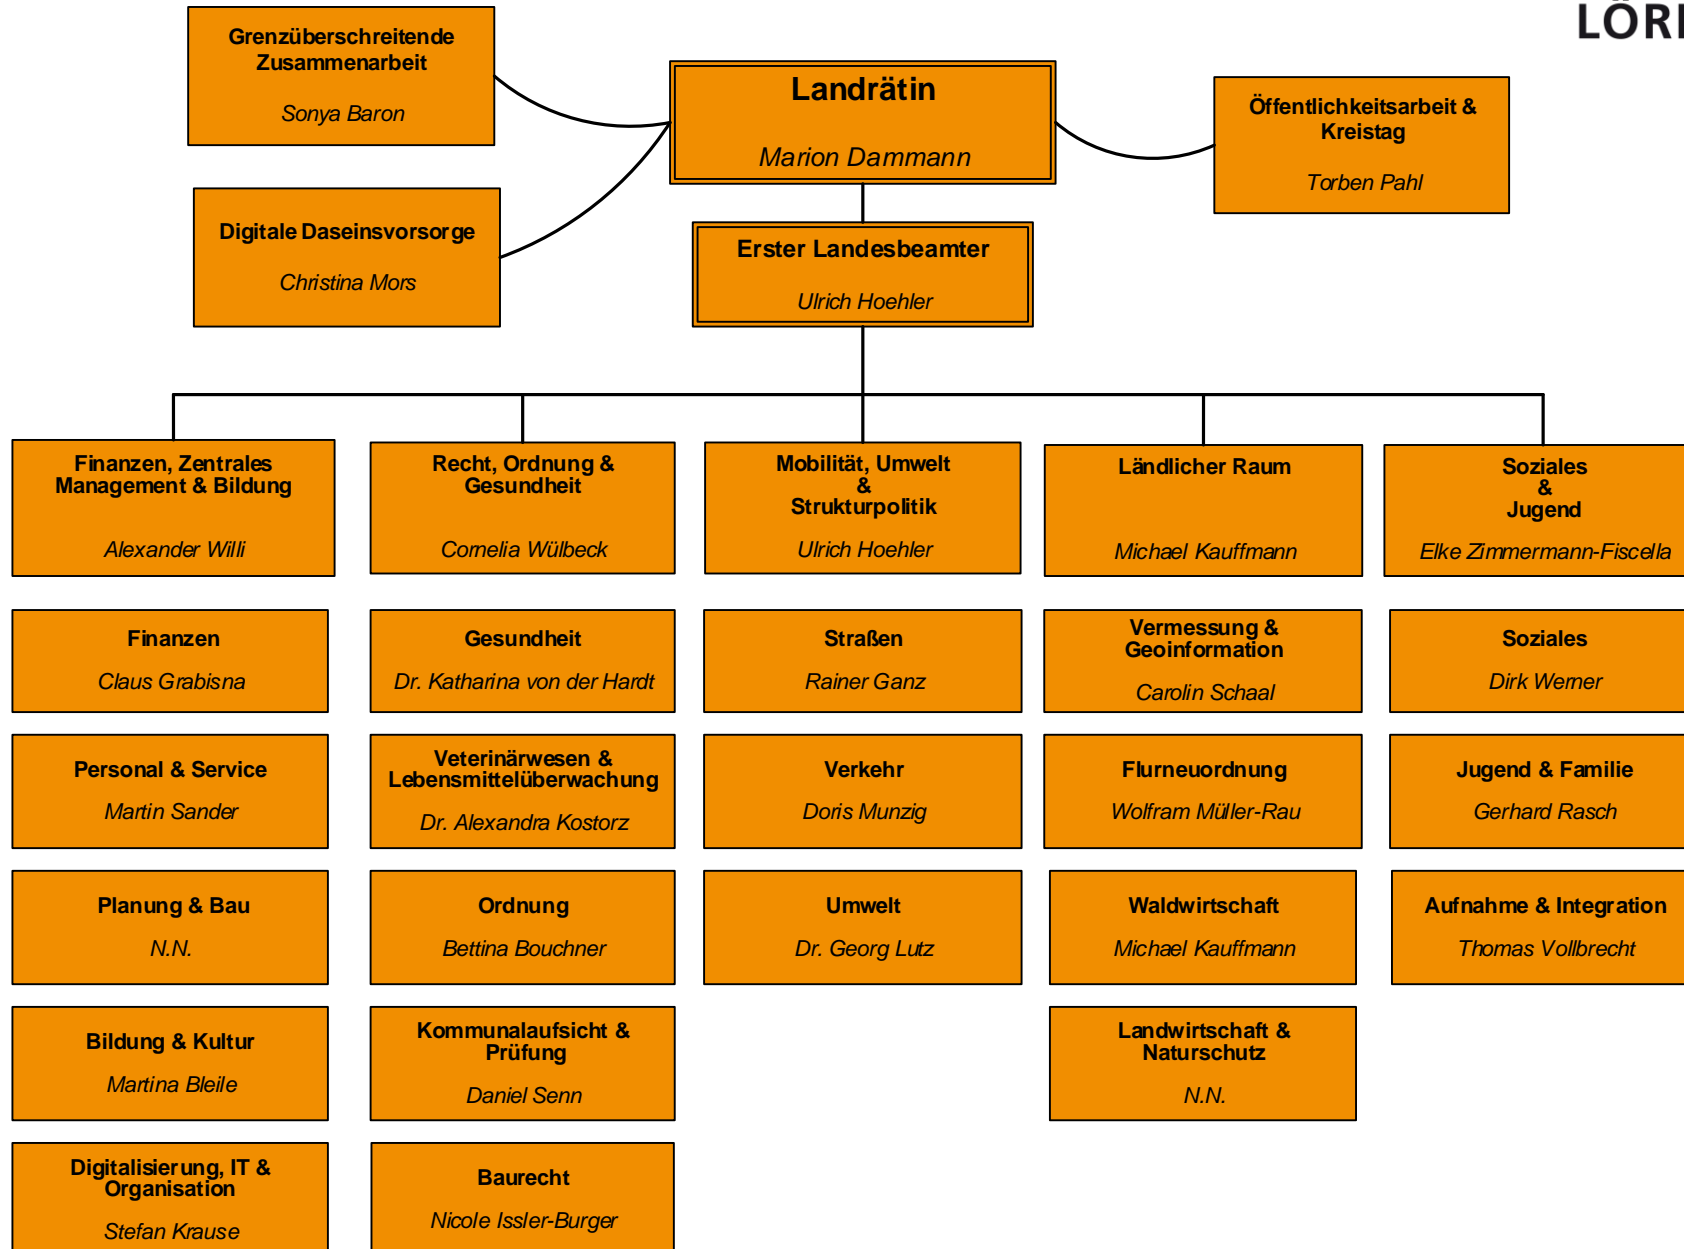 LÖR
Grenzüberschreitende
Zusammenarbeit
Sonya Baron
Landrätin
Marion Dammann
Öffentlichkeitsarbeit &
Kreistag
Torben Pahl
Digitale Daseinsvorsorge
Christina Mors
Erster Landesbeamter
Ulrich Hoehler
Finanzen, Zentrales
Management & Bildung
Alexander Willi
Recht, Ordnung &
Gesundheit
Cornelia Wülbeck
Mobilität, Umwelt
&
Strukturpolitik
Ulrich Hoehler
Ländlicher Raum
Michael Kauffmann
Soziales
&
Jugend
Elke Zimmermann-Fiscella
Finanzen
Claus Grabisna
Gesundheit
Dr. Katharina von der Hardt
Straßen
Rainer Ganz
Vermessung &
Geoinformation
Carolin Schaal
Soziales
Dirk Werner
Personal & Service
Martin Sander
Veterinärwesen &
Lebensmittelüberwachung
Dr. Alexandra Kostorz
Verkehr
Doris Munzig
Flurneuordnung
Wolfram Müller-Rau
Jugend & Familie
Gerhard Rasch
Planung & Bau
N.N.
Ordnung
Bettina Bouchner
Umwelt
Dr. Georg Lutz
Waldwirtschaft
Michael Kauffmann
Aufnahme & Integration
Thomas Vollbrecht
Bildung & Kultur
Martina Bleile
Kommunalaufsicht &
Prüfung
Daniel Senn
Landwirtschaft &
Naturschutz
N.N.
Digitalisierung, IT &
Organisation
Stefan Krause
Baurecht
Nicole Issler-Burger